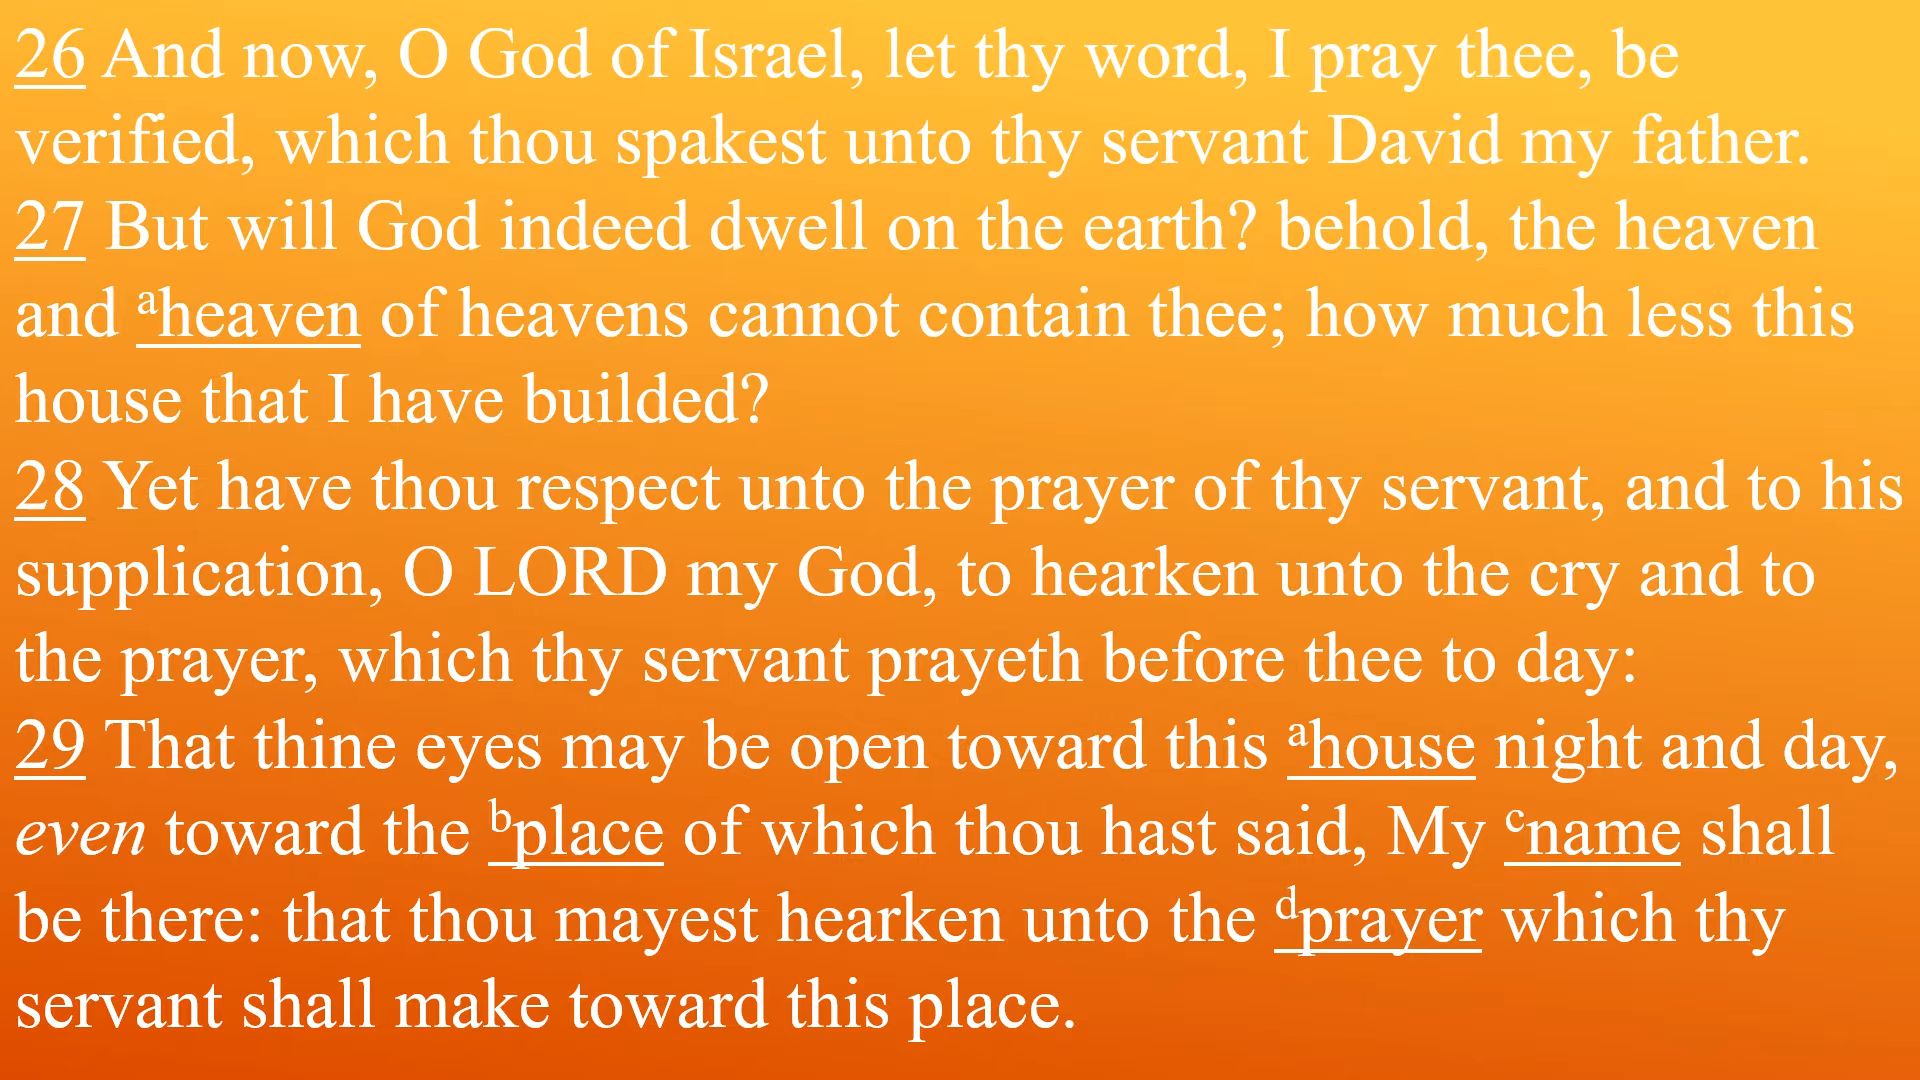 26 And now, O God of Israel, let thy word, I pray thee, be
verified, which thou spakest unto thy servant David my father.
27 But will God indeed dwell on the earth? behold, the heaven
and aheaven of heavens cannot contain thee; how much less this
house that I have builded?
28 Yet have thou respect unto the prayer of thy servant, and to his
supplication, O LORD my God, to hearken unto the cry and to
the prayer, which thy servant prayeth before thee to day:
29 That thine eyes may be open toward this ahouse night and day,
even toward the bplace of which thou hast said, My cname shall
be there: that thou mayest hearken unto the dprayer which thy
servant shall make toward this place.